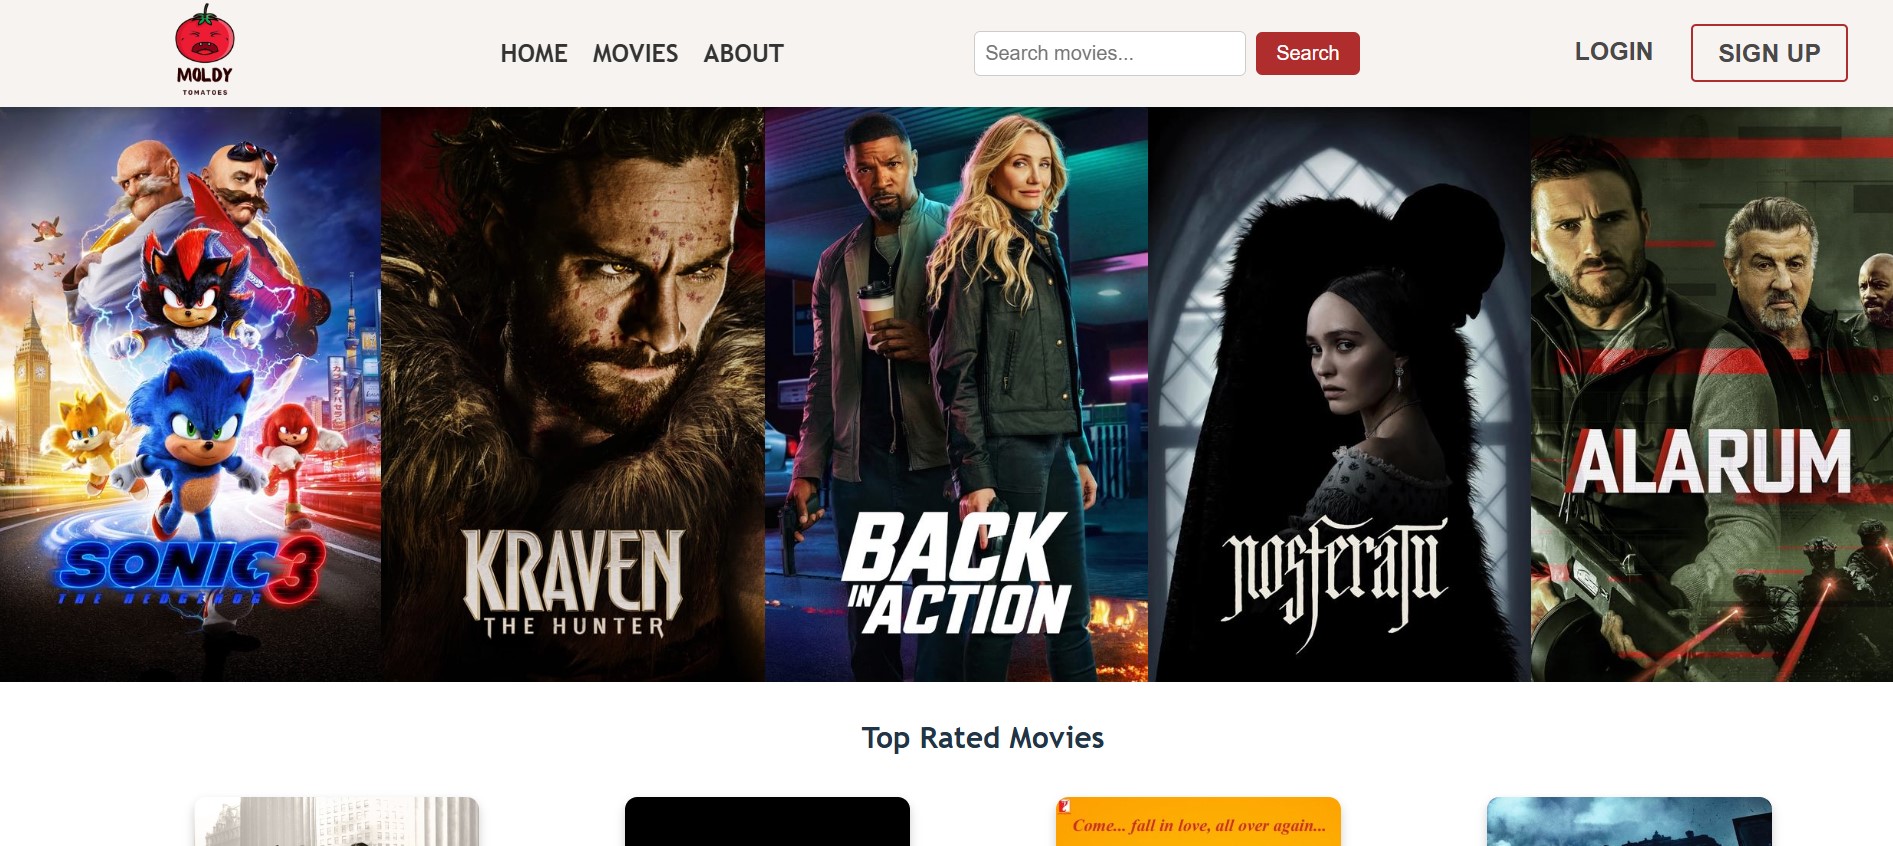 MOLDY
TOMATOES
HOME MOVIES ABOUT
Search movies...
Search
LOGIN
SIGN UP
SONIC 3
THE HEDGEHOG
KRAVEN
THE HUNTER
BACK
IN ACTION
nosferatu
ALARUM
Top Rated Movies
Come... fall in love, all over again...